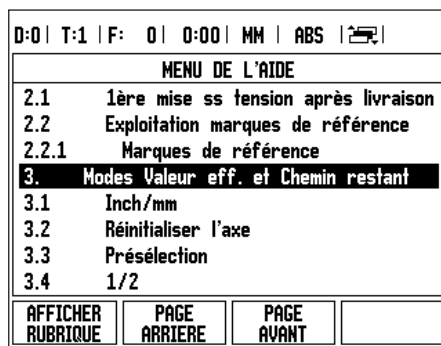 D:0 | T:1 | F: 0 | 0:00 | MM | ABS |
MENU DE L'AIDE
2.1 1ère mise ss tension après livraison
2.2 Exploitation marques de référence
2.2.1 Marques de référence
3. Modes Valeur eff. et Chemin restant
3.1 Inch/mm
3.2 Réinitialiser l'axe
3.3 Présélection
3.4 1/2
AFFICHER RUBRIQUE
PAGE ARRIERE
PAGE AVANT